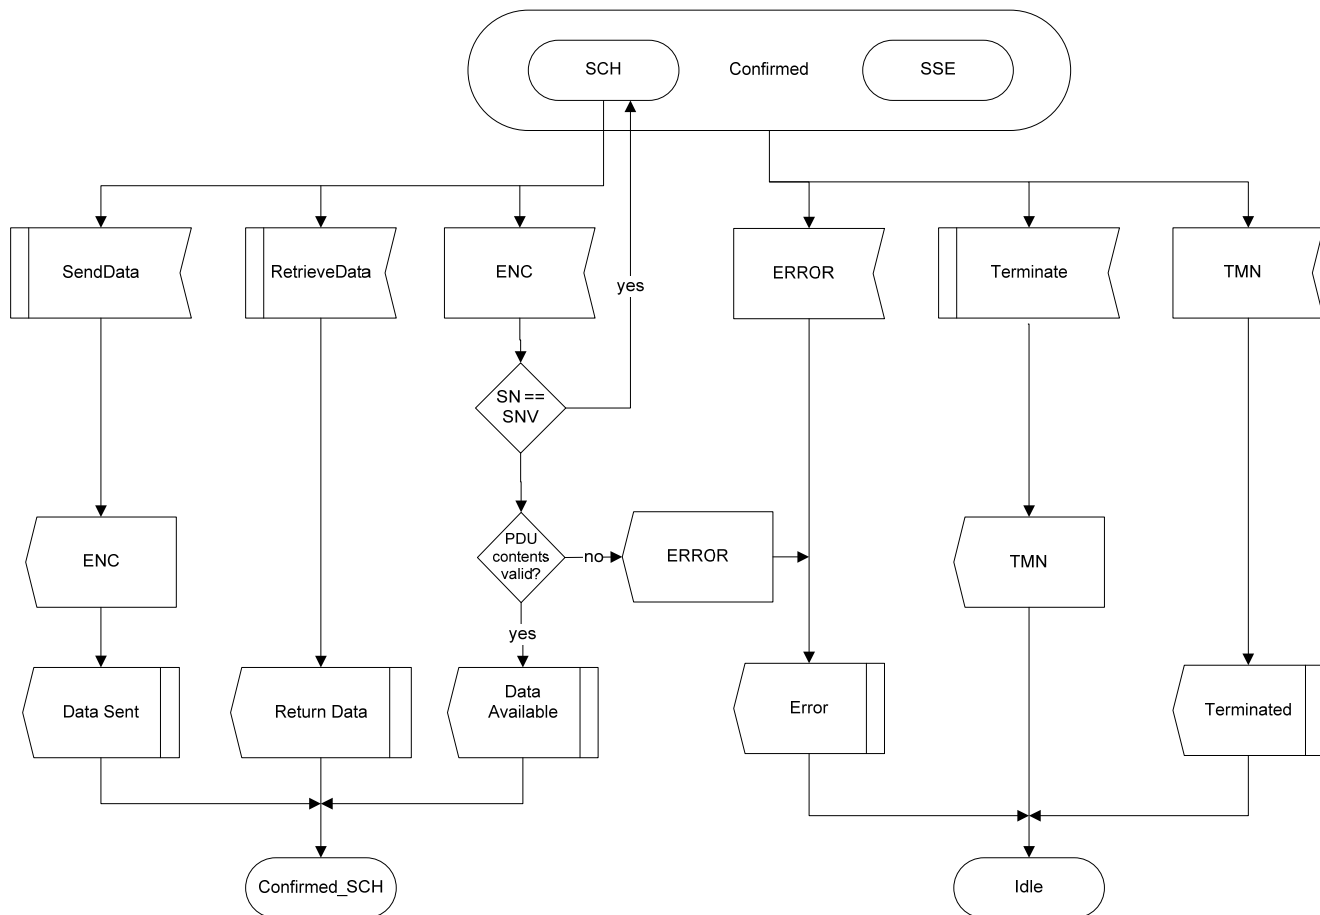 SCH
Confirmed
SSE
SendData
RetrieveData
ENC
yes
ERROR
Terminate
TMN
SN ==
SNV
ENC
PDU
contents
valid?
no
ERROR
TMN
yes
Data Sent
Return Data
Data
Available
Error
Terminated
Confirmed_SCH
Idle